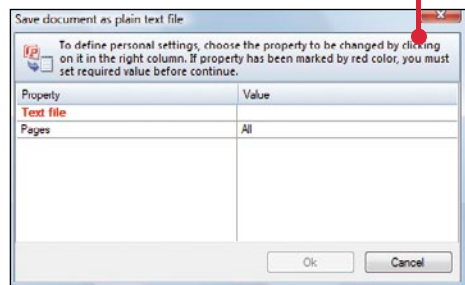 Save document as plain text file
To define personal settings, choose the property to be changed by clicking
on it in the right column. If property has been marked by red color, you must
set required value before continue.
Property Value
Text file
Pages All
Ok Cancel